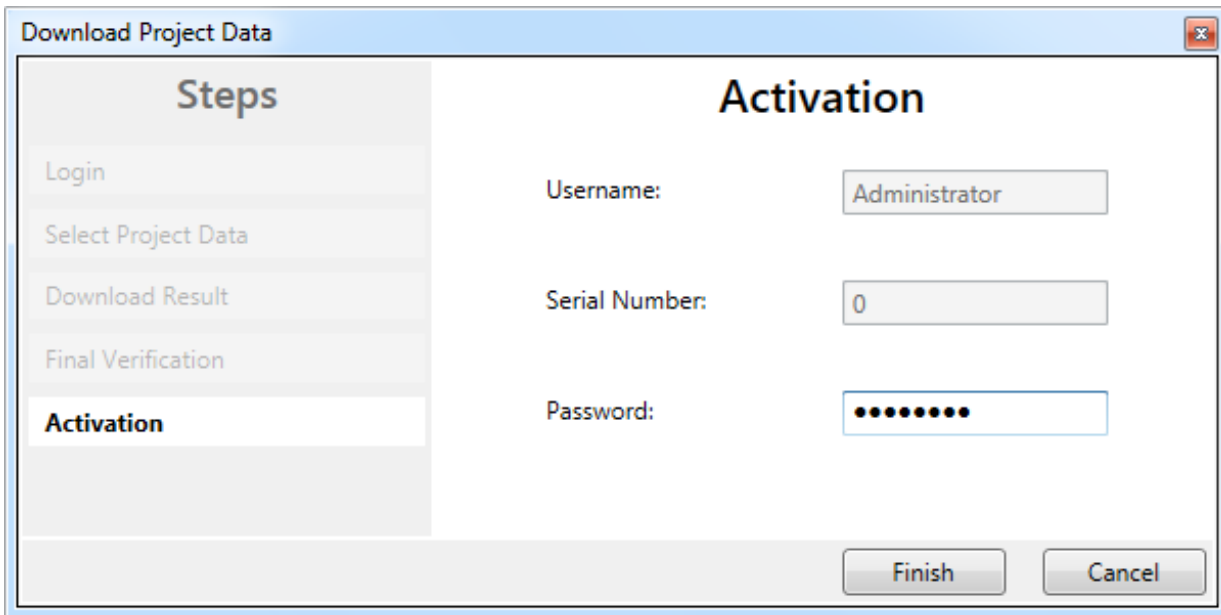 Download Project Data
Steps
Login
Select Project Data
Download Result
Final Verification
Activation
Activation
Username:
Administrator
Serial Number:
0
Password:
••••••••
Finish
Cancel